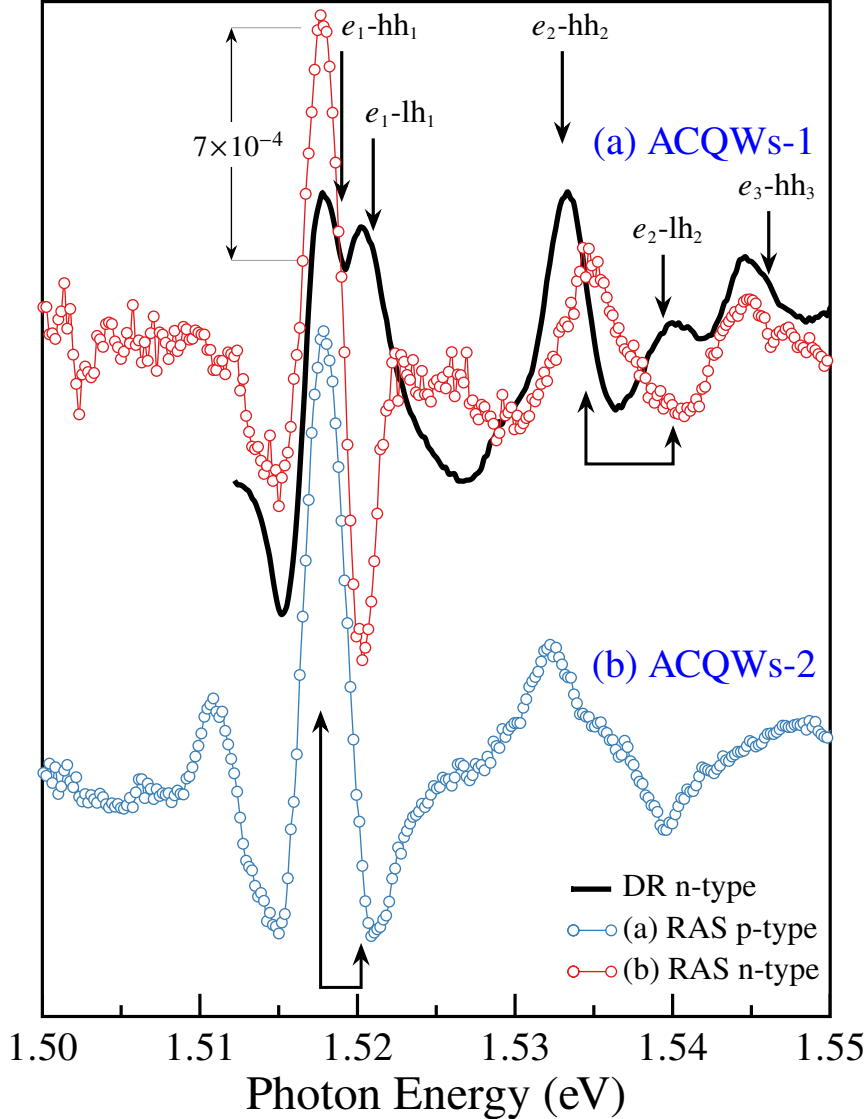 e₁-hh₁
e₂-hh₂
e₁-lh₁
7×10⁻⁴
(a) ACQWs-1
e₃-hh₃
e₂-lh₂
(b) ACQWs-2
DR n-type
(a) RAS p-type
(b) RAS n-type
1.50 1.51 1.52 1.53 1.54 1.55
Photon Energy (eV)